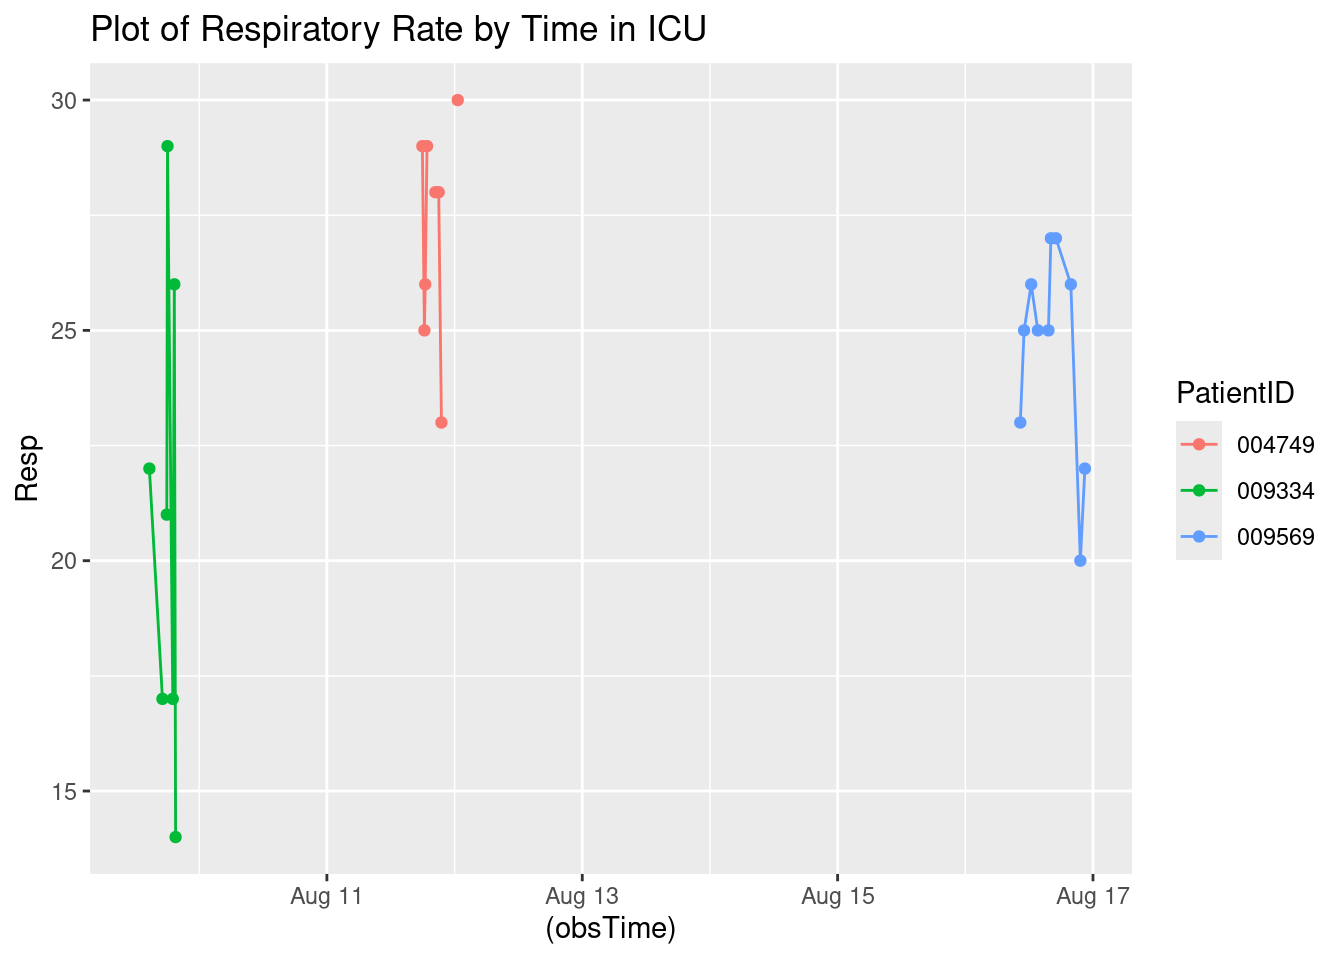 Plot of Respiratory Rate by Time in ICU
30
25
20
15
Resp
Aug 11
Aug 13
Aug 15
Aug 17
(obsTime)
PatientID
004749
009334
009569